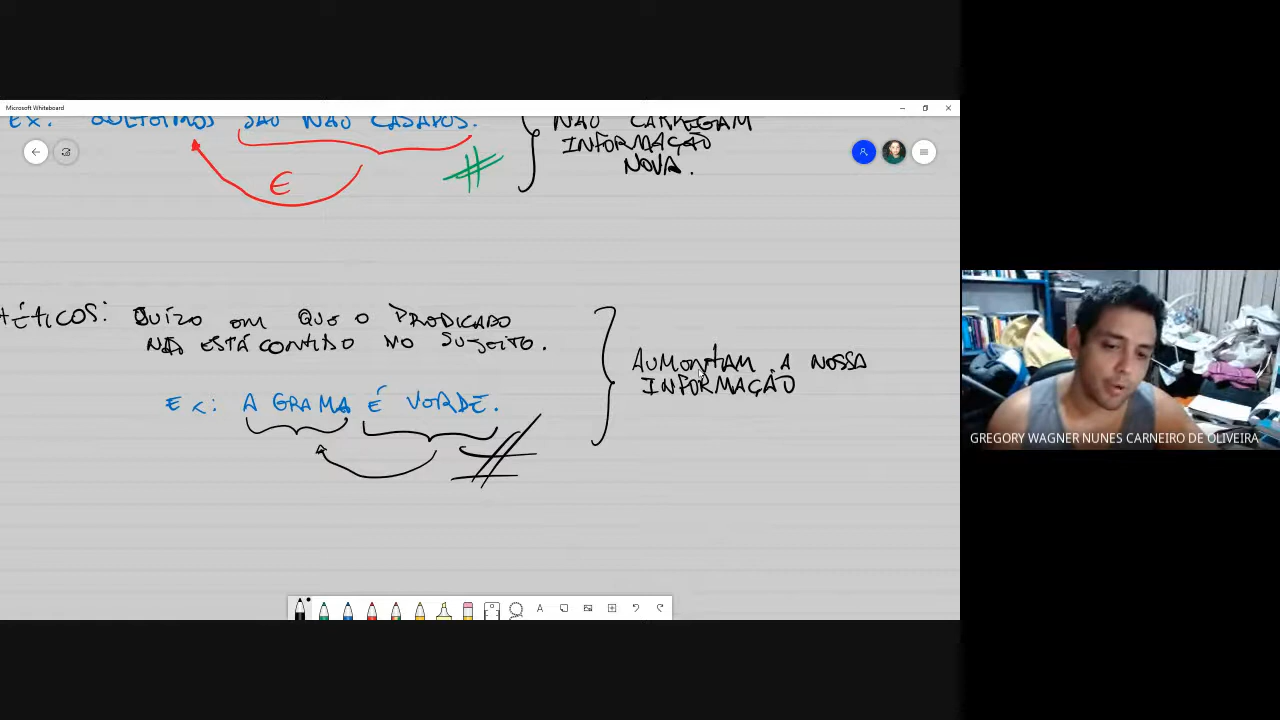 Microsoft Whiteboard
EX: SOLTEIROS SÃO NÃO CASADOS.
NÃO CARREGAM
INFORMAÇÃO
NOVA.
∈
TÉTICOS: JUÍZO EM QUE O PREDICADO
NÃO ESTÁ CONTIDO NO SUJEITO.
AUMENTAM A NOSSA
INFORMAÇÃO
EX: A GRAMA É VERDE.
GREGORY WAGNER NUNES CARNEIRO DE OLIVEIRA